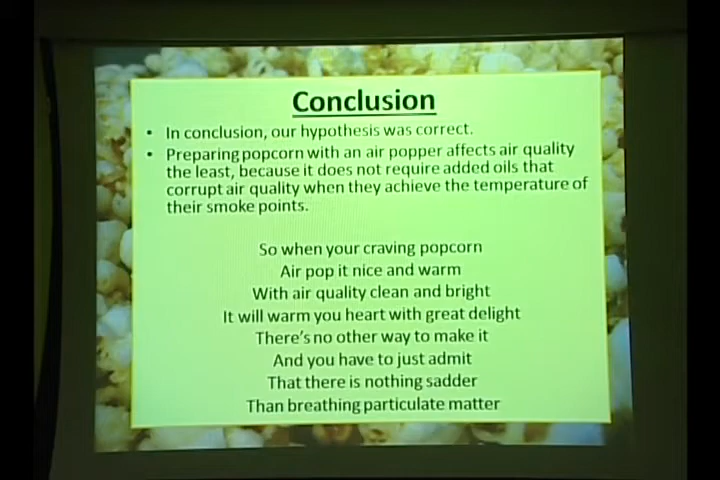 Conclusion
• In conclusion, our hypothesis was correct.
• Preparing popcorn with an air popper affects air quality
the least, because it does not require added oils that
corrupt air quality when they achieve the temperature of
their smoke points.
So when your craving popcorn
Air pop it nice and warm
With air quality clean and bright
It will warm you heart with great delight
There's no other way to make it
And you have to just admit
That there is nothing sadder
Than breathing particulate matter